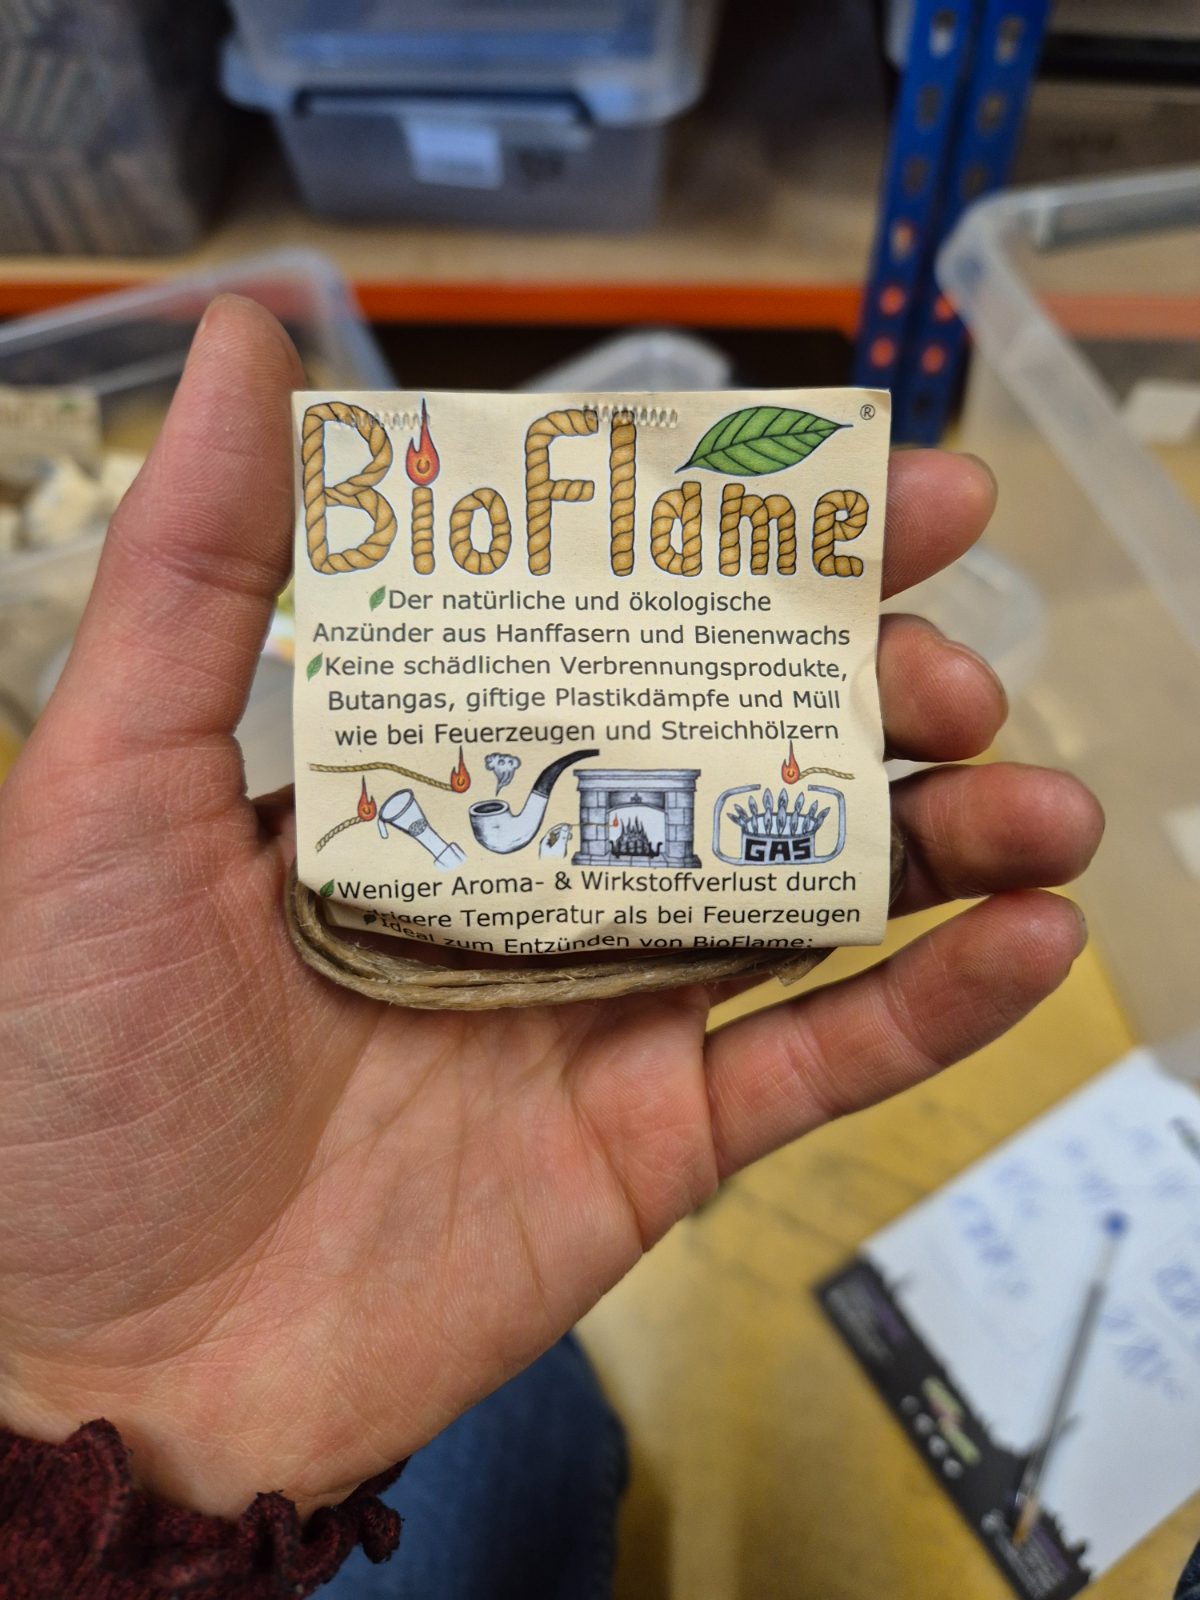 BioFlame ®
Der natürliche und ökologische
Anzünder aus Hanffasern und Bienenwachs
Keine schädlichen Verbrennungsprodukte,
Butangas, giftige Plastikdämpfe und Müll
wie bei Feuerzeugen und Streichhölzern
GAS
Weniger Aroma- & Wirkstoffverlust durch
Temperatur als bei Feuerzeugen
Ideal zum Entzünden von BioFlame: